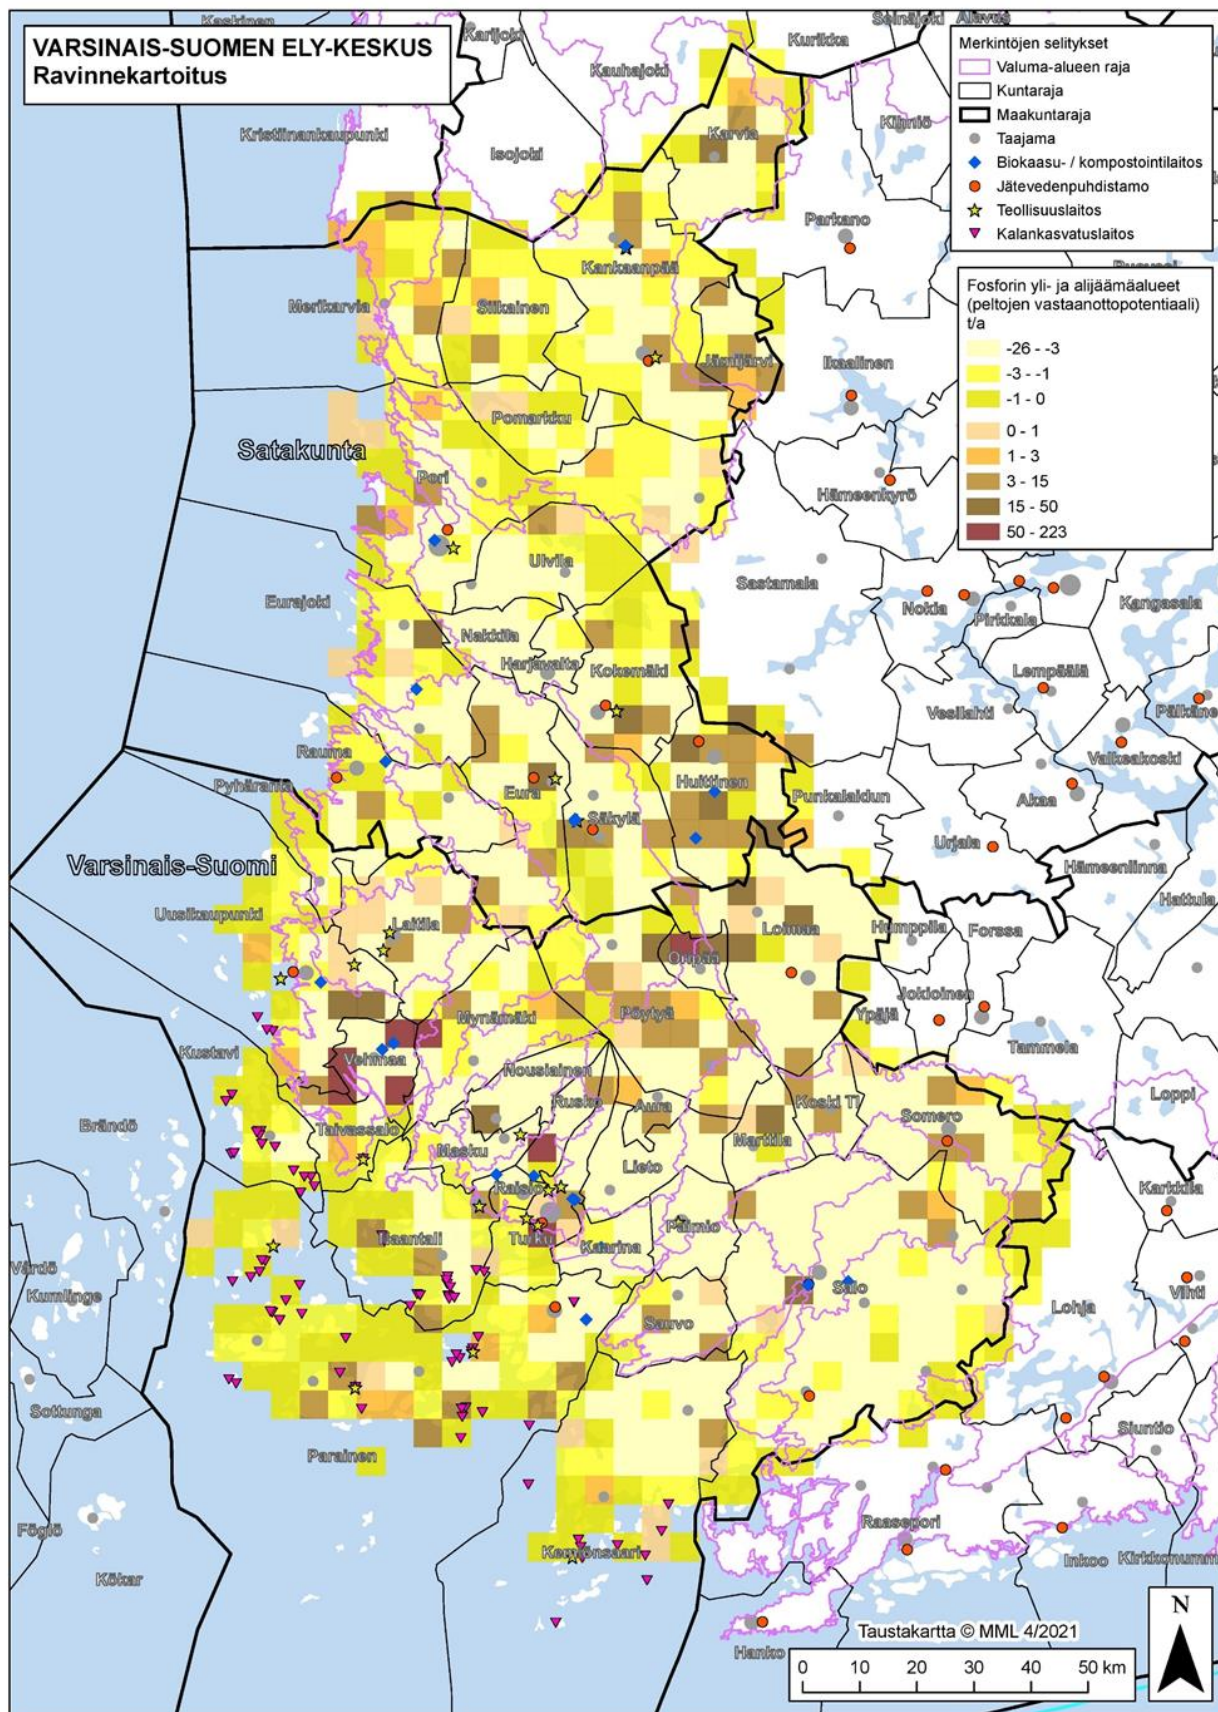 VARSINAIS-SUOMEN ELY-KESKUS
Ravinnekartoitus
Merkintöjen selitykset
Valuma-alueen raja
Kuntaraja
Maakuntaraja
Taajama
Biokaasu- / kompostointilaitos
Jätevedenpuhdistamo
Teollisuuslaitos
Kalankasvatuslaitos
Fosforin yli- ja alijäämäalueet
(peltojen vastaanottopotentiaali)
t/a
-26 - -3
-3 - -1
-1 - 0
0 - 1
1 - 3
3 - 15
15 - 50
50 - 223
Kaskinen
Karijoki
Kurikka
Seinäjoki
Alavus
Kauhajoki
Kristiinankaupunki
Isojoki
Karvia
Kihniö
Parkano
Kankaanpää
Merikarvia
Siikainen
Jämijärvi
Ikaalinen
Pomarkku
Satakunta
Pori
Hämeenkyrö
Ulvila
Sastamala
Eurajoki
Nokia
Pirkkala
Kangasala
Nakkila
Harjavalta
Kokemäki
Lempäälä
Vesilahti
Pälkäne
Rauma
Valkeakoski
Pyhäranta
Eura
Huittinen
Punkalaidun
Akaa
Säkylä
Urjala
Hämeenlinna
Varsinais-Suomi
Hattula
Uusikaupunki
Laitila
Loimaa
Humppila
Forssa
Oripää
Jokioinen
Mynämäki
Pöytyä
Ypäjä
Kustavi
Vehmaa
Tammela
Nousiainen
Loppi
Rusko
Aura
Koski Tl
Brändö
Somero
Taivassalo
Masku
Marttila
Lieto
Raisio
Karkkila
Naantali
Turku
Kaarina
Paimio
Vårdö
Kumlinge
Salo
Lohja
Vihti
Sauvo
Sottunga
Siuntio
Parainen
Föglö
Raasepori
Kemiönsaari
Inkoo
Kirkkonumm
Kökar
Hanko
Taustakartta © MML 4/2021
N
0 10 20 30 40 50 km